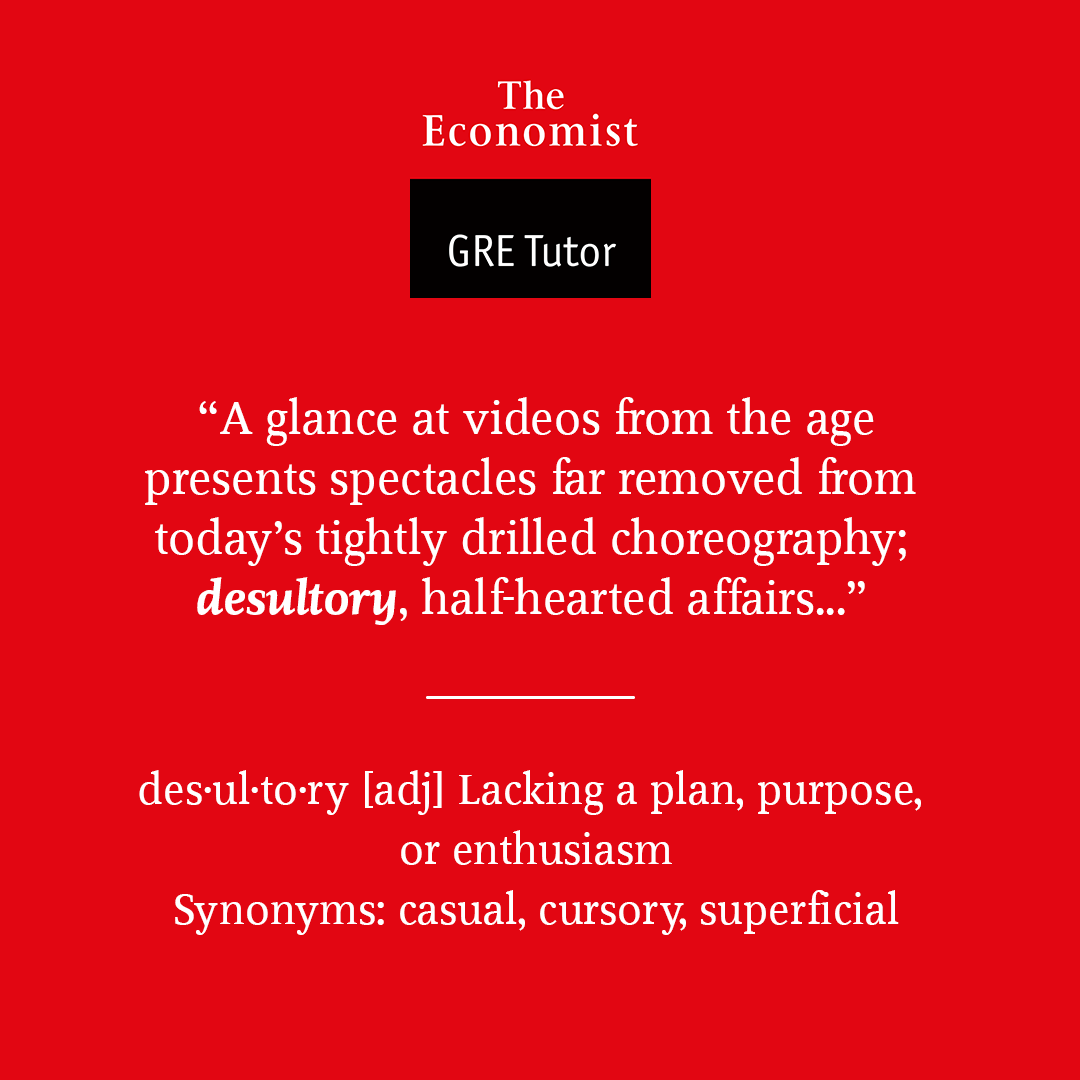 The
Economist
GRE Tutor
“A glance at videos from the age
presents spectacles far removed from
today’s tightly drilled choreography;
desultory, half-hearted affairs...”
des·ul·to·ry [adj] Lacking a plan, purpose,
or enthusiasm
Synonyms: casual, cursory, superficial